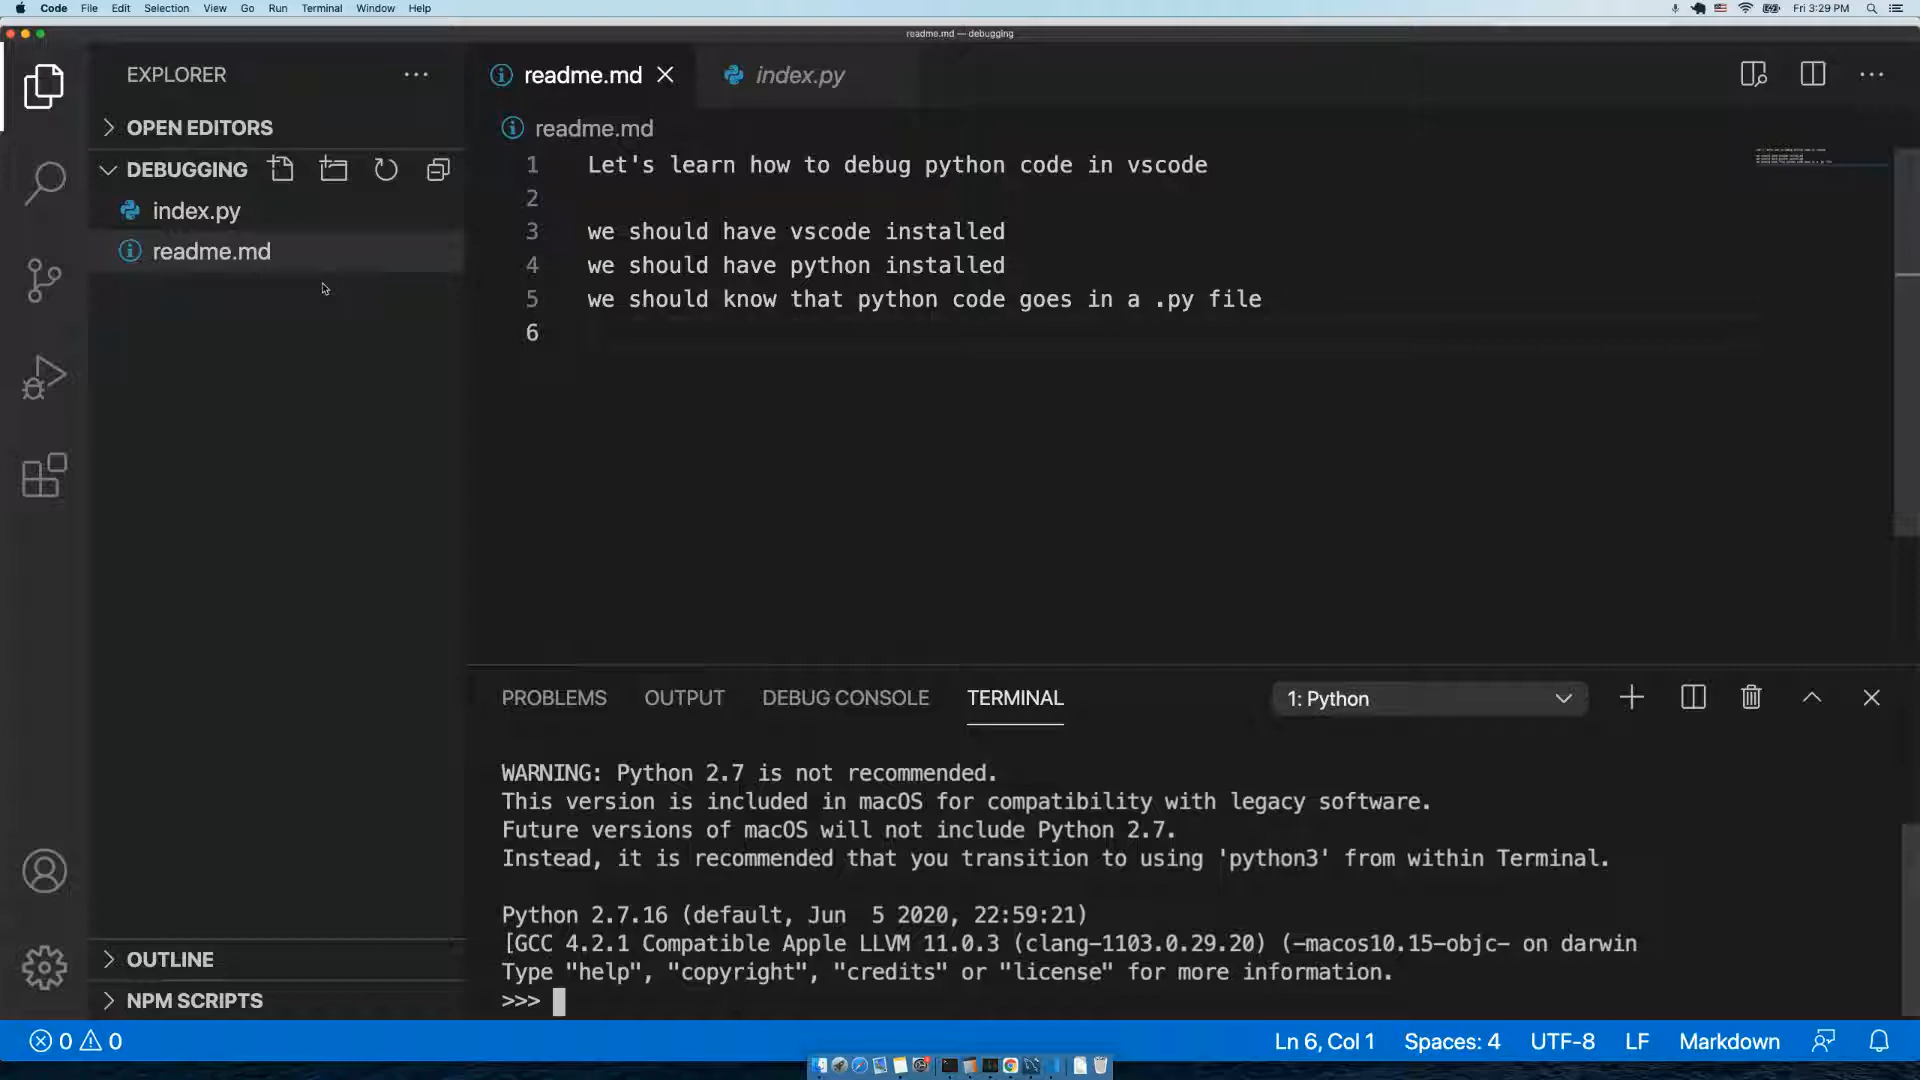 Code File Edit Selection View Go Run Terminal Window Help
Fri 3:29 PM
readme.md — debugging
EXPLORER
readme.md
index.py
OPEN EDITORS
readme.md
DEBUGGING
index.py
readme.md
1 Let's learn how to debug python code in vscode
2
3 we should have vscode installed
4 we should have python installed
5 we should know that python code goes in a .py file
6
PROBLEMS OUTPUT DEBUG CONSOLE TERMINAL 1: Python
WARNING: Python 2.7 is not recommended.
This version is included in macOS for compatibility with legacy software.
Future versions of macOS will not include Python 2.7.
Instead, it is recommended that you transition to using 'python3' from within Terminal.
Python 2.7.16 (default, Jun  5 2020, 22:59:21)
[GCC 4.2.1 Compatible Apple LLVM 11.0.3 (clang-1103.0.29.20) (-macos10.15-objc- on darwin
Type "help", "copyright", "credits" or "license" for more information.
>>>
OUTLINE
NPM SCRIPTS
0 0 Ln 6, Col 1 Spaces: 4 UTF-8 LF Markdown